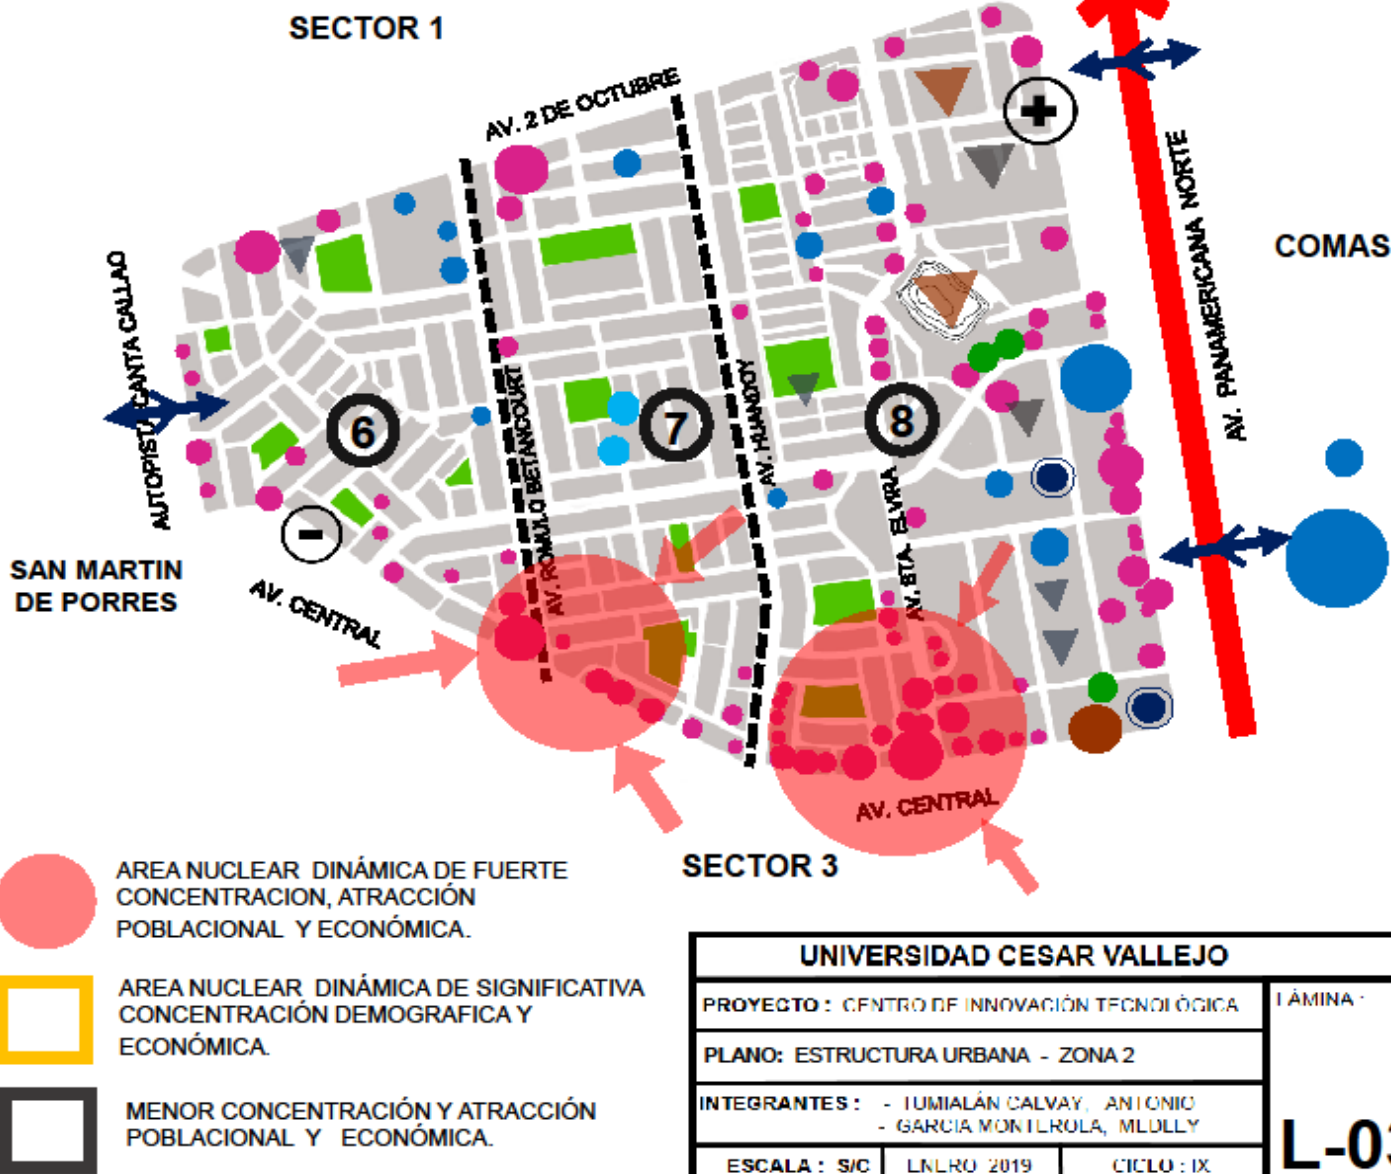 SECTOR 1
AV. 2 DE OCTUBRE
AV. PANAMERICANA NORTE
COMAS
AUTOPISTA CANTA CALLAO
6
7
8
AV. ROMULO BETANCOURT
AV. HUANDOY
AV. STA. ELVIRA
SAN MARTIN
DE PORRES
AV. CENTRAL
AV. CENTRAL
SECTOR 3
AREA NUCLEAR DINÁMICA DE FUERTE
CONCENTRACION, ATRACCIÓN
POBLACIONAL Y ECONÓMICA.
AREA NUCLEAR DINÁMICA DE SIGNIFICATIVA
CONCENTRACIÓN DEMOGRAFICA Y
ECONÓMICA.
MENOR CONCENTRACIÓN Y ATRACCIÓN
POBLACIONAL Y ECONÓMICA.
UNIVERSIDAD CESAR VALLEJO
PROYECTO : CENTRO DE INNOVACIÓN TECNOLÓGICA
LÁMINA :
PLANO: ESTRUCTURA URBANA - ZONA 2
INTEGRANTES : - TUMIALÁN CALVAY, ANTONIO
- GARCIA MONTEROLA, MEDLEY
L-03
ESCALA : S/C ENERO 2019 CICLO : IX